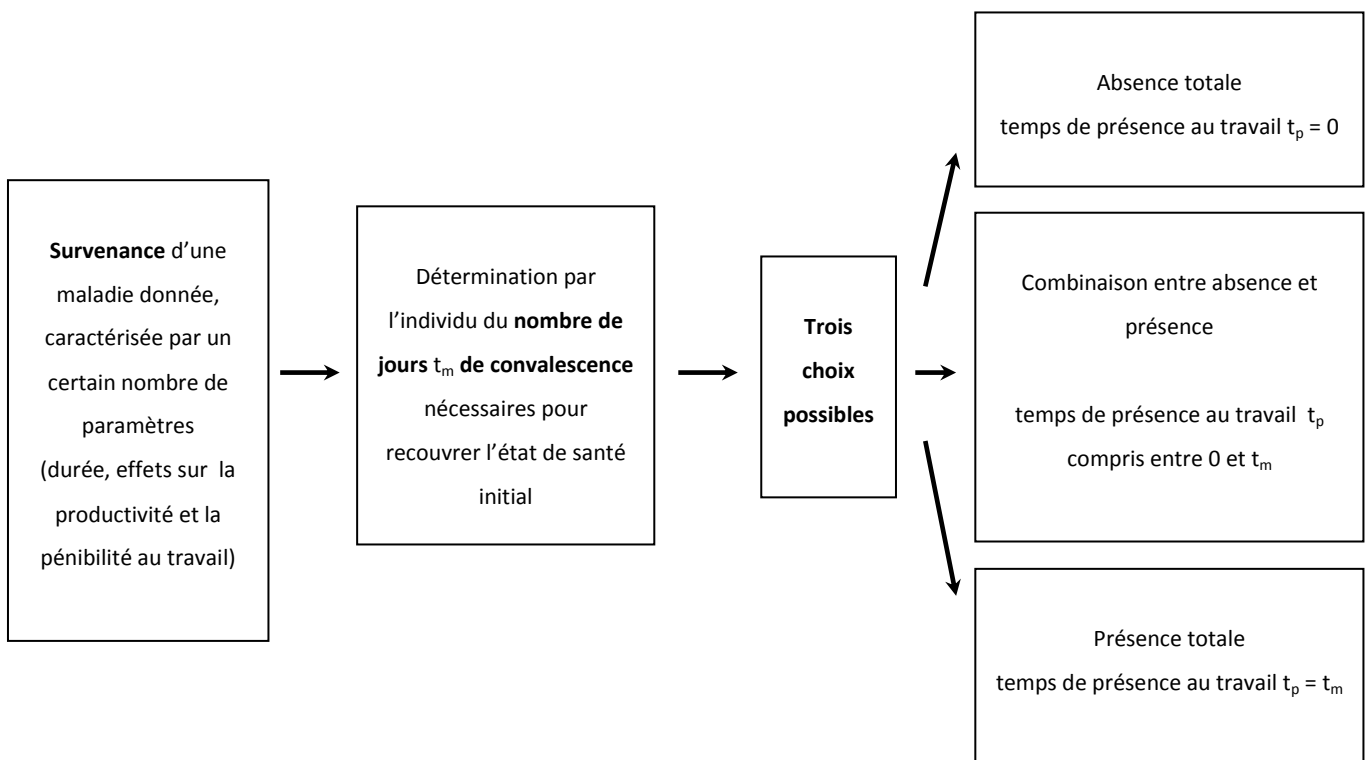 Survenance d’une
maladie donnée,
caractérisée par un
certain nombre de
paramètres
(durée, effets sur la
productivité et la
pénibilité au travail)
Détermination par
l’individu du nombre de
jours tm de convalescence
nécessaires pour
recouvrer l’état de santé
initial
Trois
choix
possibles
Absence totale
temps de présence au travail tp = 0
Combinaison entre absence et
présence
temps de présence au travail tp
compris entre 0 et tm
Présence totale
temps de présence au travail tp = tm